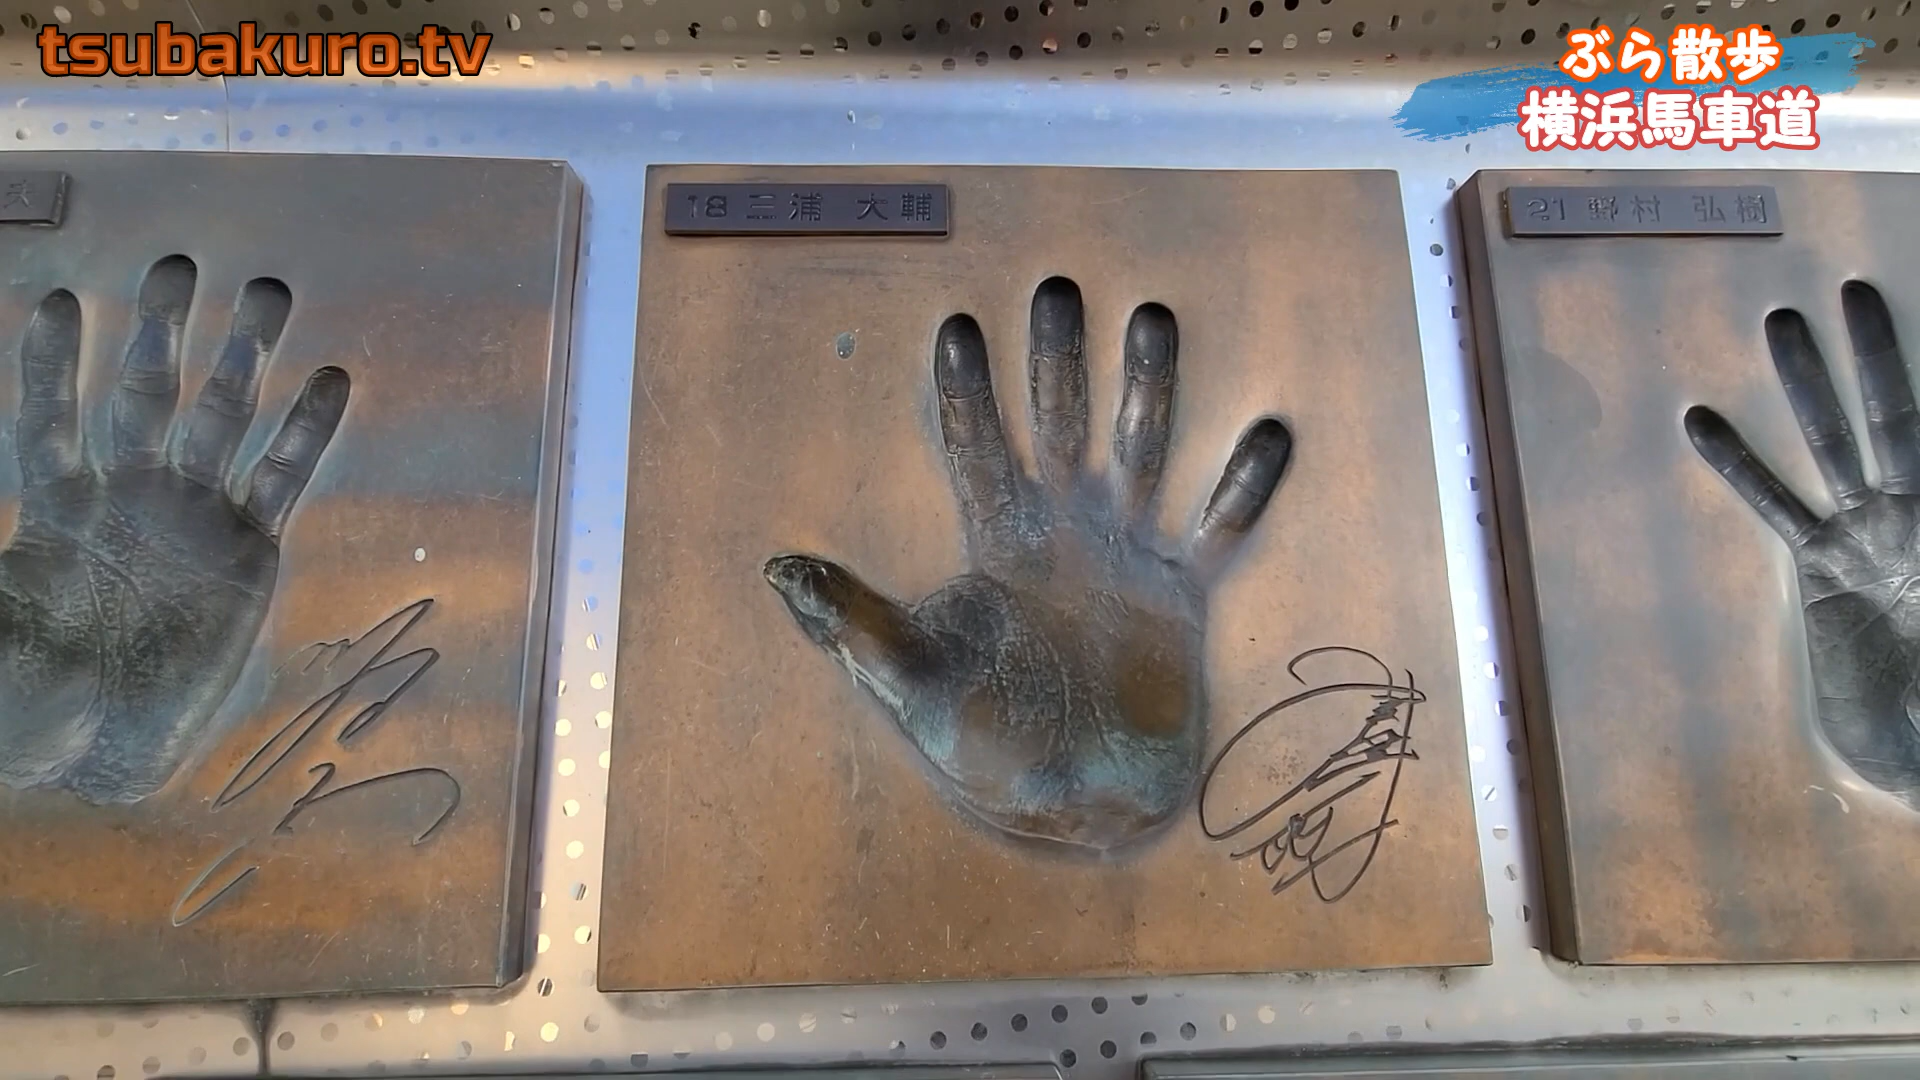 tsubakuro.tv
ぶら散歩
横浜馬車道
夫
18 三浦 大輔
21 野村 弘樹